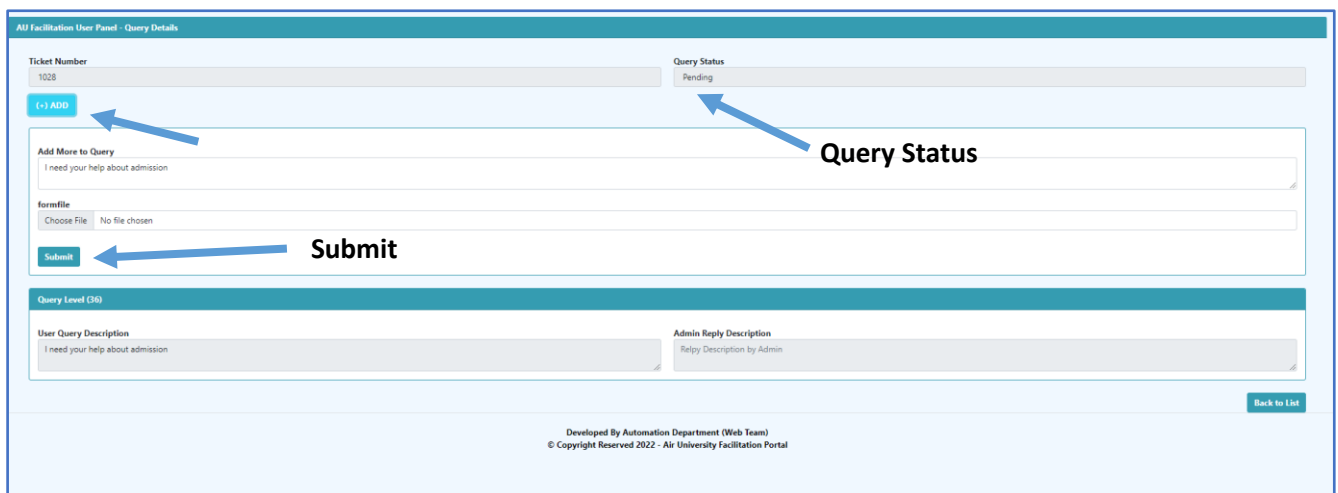 AU Facilitation User Panel - Query Details
Ticket Number
Query Status
1028
Pending
(+) ADD
Query Status
Add More to Query
I need your help about admission
formfile
Choose File No file chosen
Submit
Submit
Query Level (36)
User Query Description
Admin Reply Description
I need your help about admission
Relpy Description by Admin
Back to List
Developed By Automation Department (Web Team)
© Copyright Reserved 2022 - Air University Facilitation Portal